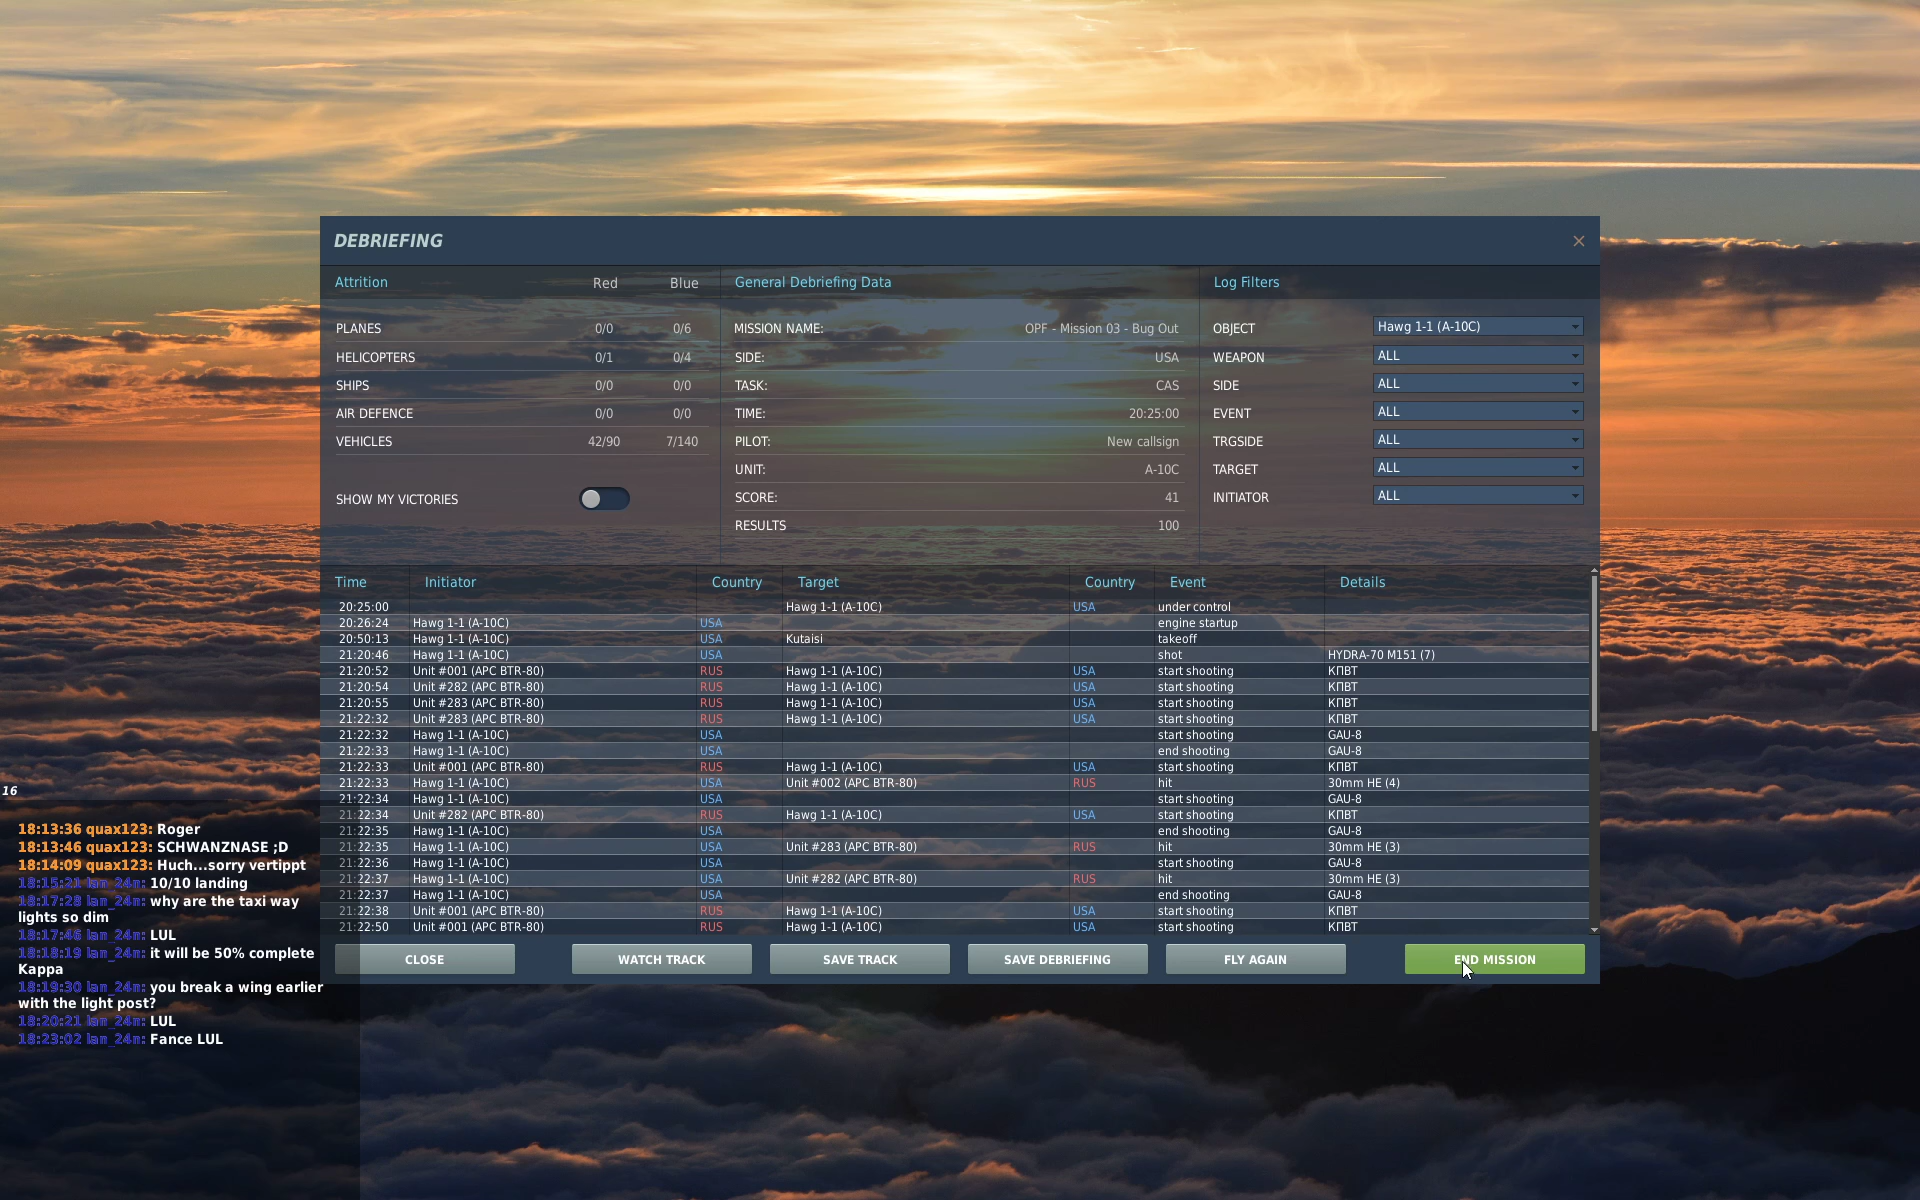 DEBRIEFING
Attrition Red Blue
PLANES 0/0 0/6
HELICOPTERS 0/1 0/4
SHIPS 0/0 0/0
AIR DEFENCE 0/0 0/0
VEHICLES 42/90 7/140
SHOW MY VICTORIES
General Debriefing Data
MISSION NAME: OPF - Mission 03 - Bug Out
SIDE: USA
TASK: CAS
TIME: 20:25:00
PILOT: New callsign
UNIT: A-10C
SCORE: 41
RESULTS 100
Log Filters
OBJECT Hawg 1-1 (A-10C)
WEAPON ALL
SIDE ALL
EVENT ALL
TRGSIDE ALL
TARGET ALL
INITIATOR ALL
Time Initiator Country Target Country Event Details
20:25:00 Hawg 1-1 (A-10C) USA under control
20:26:24 Hawg 1-1 (A-10C) USA engine startup
20:50:13 Hawg 1-1 (A-10C) USA Kutaisi takeoff
21:20:46 Hawg 1-1 (A-10C) USA shot HYDRA-70 M151 (7)
21:20:52 Unit #001 (APC BTR-80) RUS Hawg 1-1 (A-10C) USA start shooting КПВТ
21:20:54 Unit #282 (APC BTR-80) RUS Hawg 1-1 (A-10C) USA start shooting КПВТ
21:20:55 Unit #283 (APC BTR-80) RUS Hawg 1-1 (A-10C) USA start shooting КПВТ
21:22:32 Unit #283 (APC BTR-80) RUS Hawg 1-1 (A-10C) USA start shooting КПВТ
21:22:32 Hawg 1-1 (A-10C) USA start shooting GAU-8
21:22:33 Hawg 1-1 (A-10C) USA end shooting GAU-8
21:22:33 Unit #001 (APC BTR-80) RUS Hawg 1-1 (A-10C) USA start shooting КПВТ
21:22:33 Hawg 1-1 (A-10C) USA Unit #002 (APC BTR-80) RUS hit 30mm HE (4)
21:22:34 Hawg 1-1 (A-10C) USA start shooting GAU-8
21:22:34 Unit #282 (APC BTR-80) RUS Hawg 1-1 (A-10C) USA start shooting КПВТ
21:22:35 Hawg 1-1 (A-10C) USA end shooting GAU-8
21:22:35 Hawg 1-1 (A-10C) USA Unit #283 (APC BTR-80) RUS hit 30mm HE (3)
21:22:36 Hawg 1-1 (A-10C) USA start shooting GAU-8
21:22:37 Hawg 1-1 (A-10C) USA Unit #282 (APC BTR-80) RUS hit 30mm HE (3)
21:22:37 Hawg 1-1 (A-10C) USA end shooting GAU-8
21:22:38 Unit #001 (APC BTR-80) RUS Hawg 1-1 (A-10C) USA start shooting КПВТ
21:22:50 Unit #001 (APC BTR-80) RUS Hawg 1-1 (A-10C) USA start shooting КПВТ
CLOSE WATCH TRACK SAVE TRACK SAVE DEBRIEFING FLY AGAIN END MISSION
16
18:13:36 quax123: Roger
18:13:46 quax123: SCHWANZNASE ;D
18:14:09 quax123: Huch...sorry vertippt
18:15:21 ian_24n: 10/10 landing
18:17:28 ian_24n: why are the taxi way
lights so dim
18:17:46 ian_24n: LUL
18:18:19 ian_24n: it will be 50% complete
Kappa
18:19:30 ian_24n: you break a wing earlier
with the light post?
18:20:21 ian_24n: LUL
18:23:02 ian_24n: Fance LUL